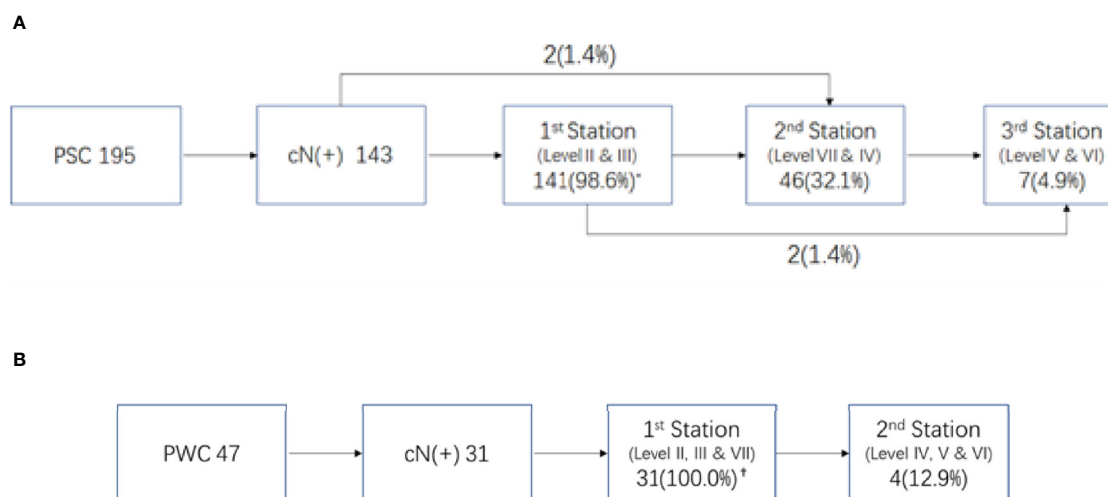 A
2(1.4%)
PSC 195
cN(+) 143
1st Station
(Level II & III)
141(98.6%)*
2nd Station
(Level VII & IV)
46(32.1%)
3rd Station
(Level V & VI)
7(4.9%)
2(1.4%)
B
PWC 47
cN(+) 31
1st Station
(Level II, III & VII)
31(100.0%)†
2nd Station
(Level IV, V & VI)
4(12.9%)